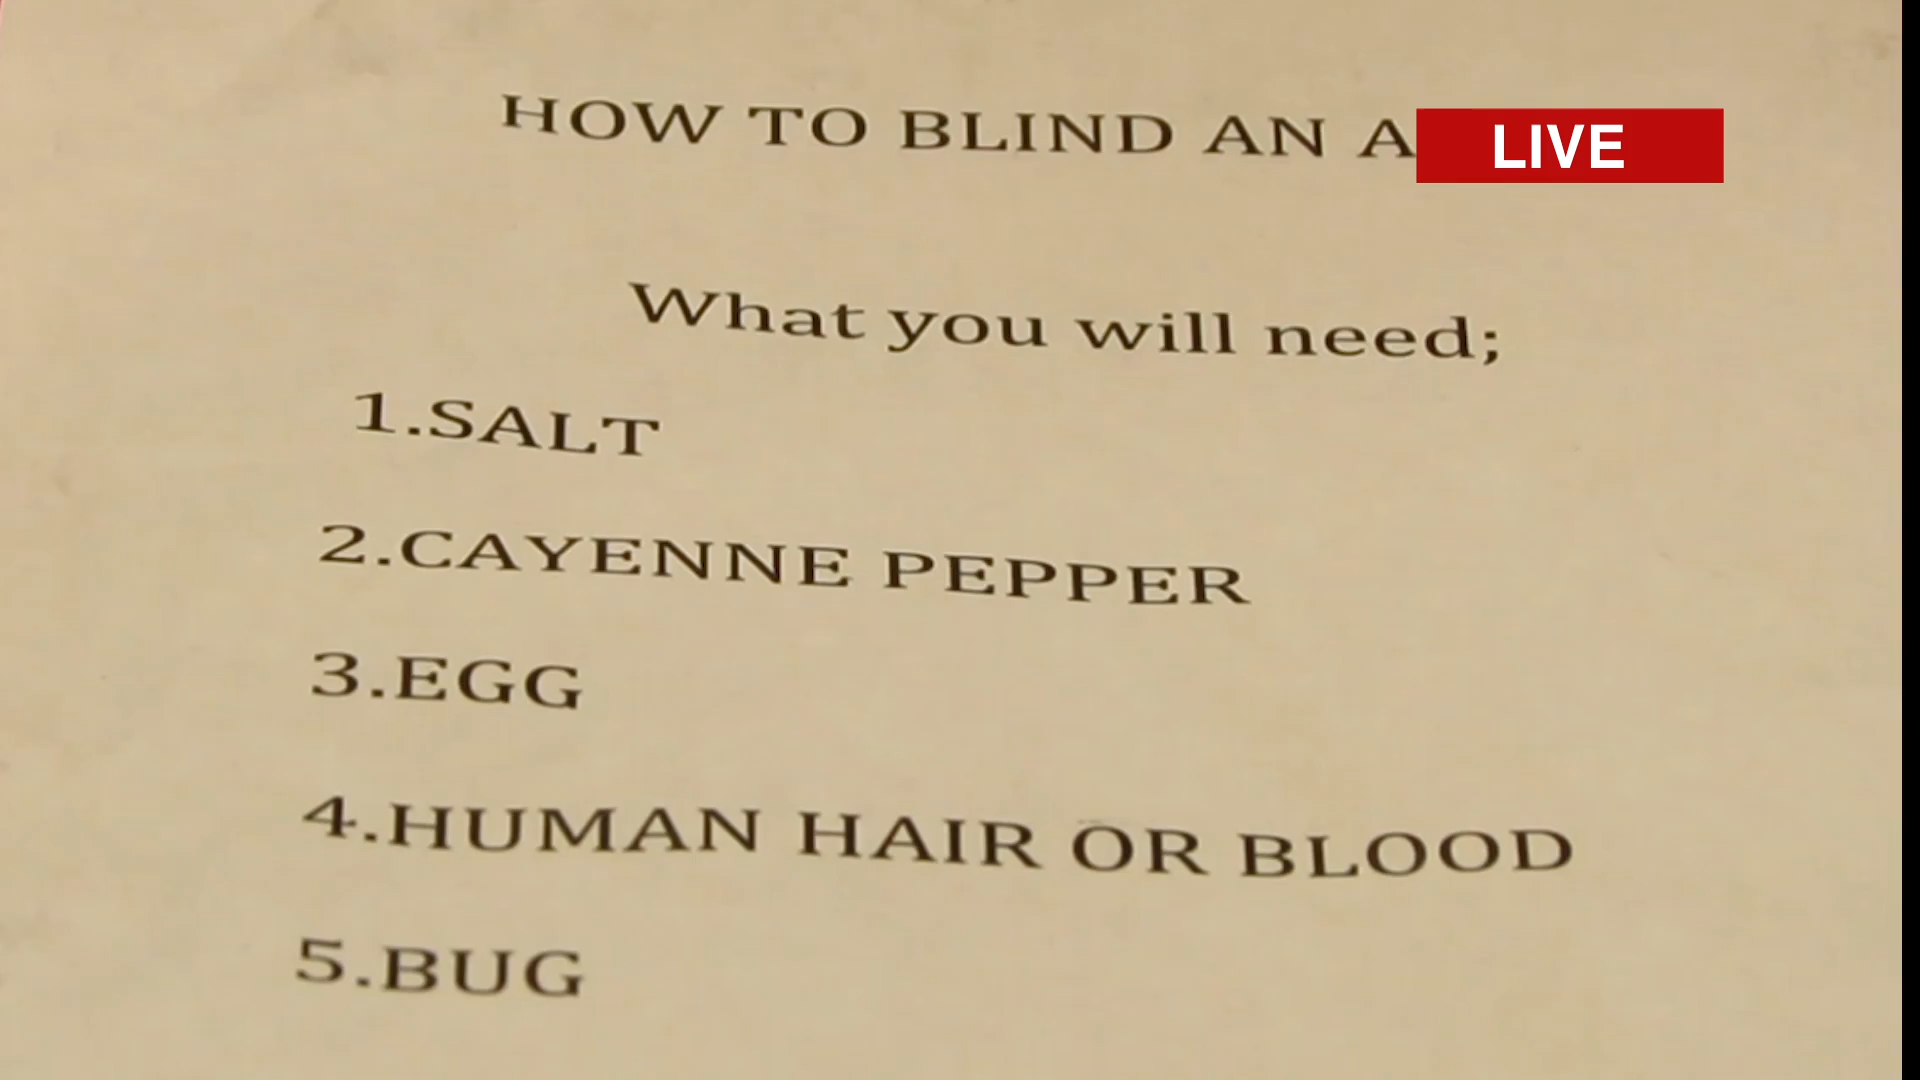 HOW TO BLIND AN A
LIVE
What you will need;
1.SALT
2.CAYENNE PEPPER
3.EGG
4.HUMAN HAIR OR BLOOD
5.BUG